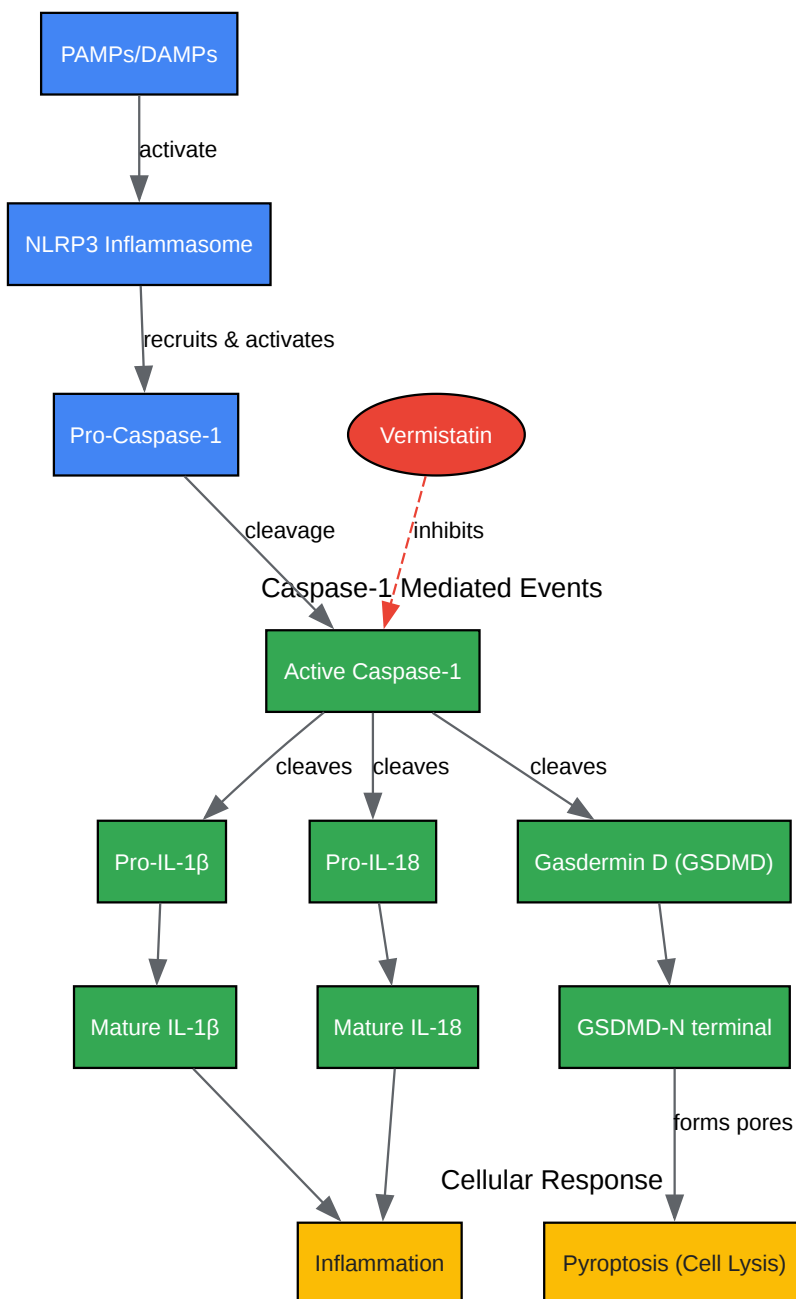 PAMPs/DAMPs
activate
NLRP3 Inflammasome
recruits & activates
Pro-Caspase-1
Vermistatin
cleavage
inhibits
Caspase-1 Mediated Events
Active Caspase-1
cleaves
cleaves
cleaves
Pro-IL-1β
Pro-IL-18
Gasdermin D (GSDMD)
Mature IL-1β
Mature IL-18
GSDMD-N terminal
forms pores
Cellular Response
Inflammation
Pyroptosis (Cell Lysis)